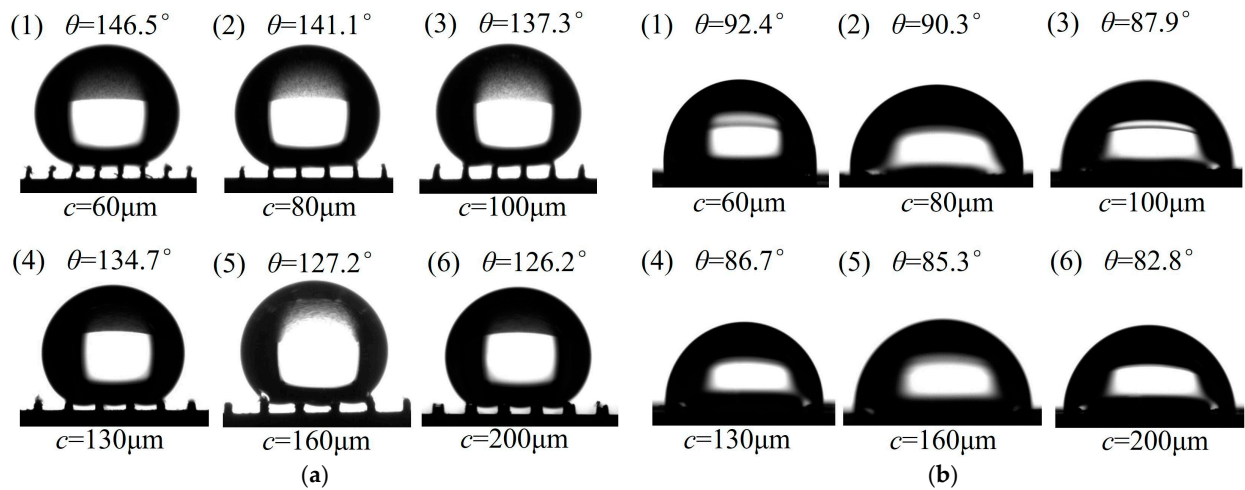 (1) θ=146.5° (2) θ=141.1° (3) θ=137.3°
c=60μm c=80μm c=100μm
(4) θ=134.7° (5) θ=127.2° (6) θ=126.2°
c=130μm c=160μm c=200μm
(a)
(1) θ=92.4° (2) θ=90.3° (3) θ=87.9°
c=60μm c=80μm c=100μm
(4) θ=86.7° (5) θ=85.3° (6) θ=82.8°
c=130μm c=160μm c=200μm
(b)